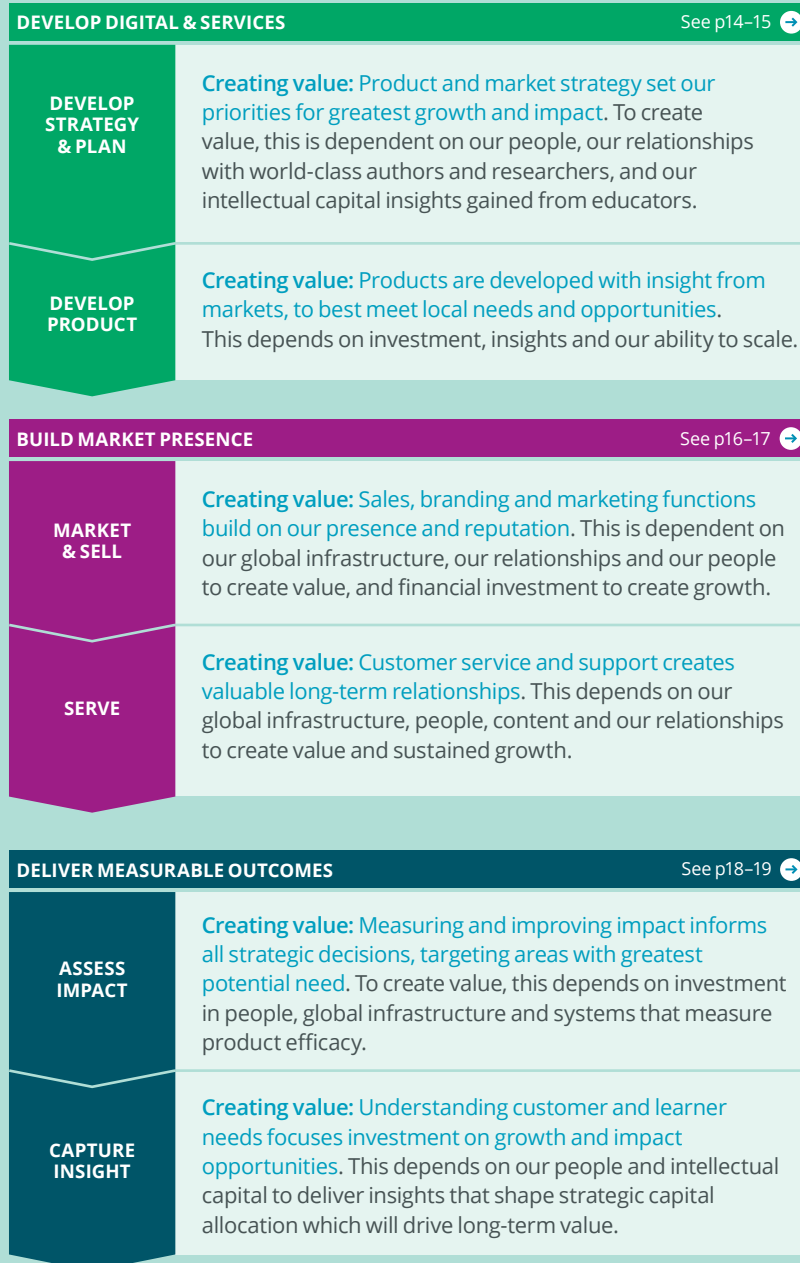 DEVELOP DIGITAL & SERVICES See p14–15
DEVELOP
STRATEGY
& PLAN
Creating value: Product and market strategy set our
priorities for greatest growth and impact. To create
value, this is dependent on our people, our relationships
with world-class authors and researchers, and our
intellectual capital insights gained from educators.
DEVELOP
PRODUCT
Creating value: Products are developed with insight from
markets, to best meet local needs and opportunities.
This depends on investment, insights and our ability to scale.
BUILD MARKET PRESENCE See p16–17
MARKET
& SELL
Creating value: Sales, branding and marketing functions
build on our presence and reputation. This is dependent on
our global infrastructure, our relationships and our people
to create value, and financial investment to create growth.
SERVE
Creating value: Customer service and support creates
valuable long-term relationships. This depends on our
global infrastructure, people, content and our relationships
to create value and sustained growth.
DELIVER MEASURABLE OUTCOMES See p18–19
ASSESS
IMPACT
Creating value: Measuring and improving impact informs
all strategic decisions, targeting areas with greatest
potential need. To create value, this depends on investment
in people, global infrastructure and systems that measure
product efficacy.
CAPTURE
INSIGHT
Creating value: Understanding customer and learner
needs focuses investment on growth and impact
opportunities. This depends on our people and intellectual
capital to deliver insights that shape strategic capital
allocation which will drive long-term value.